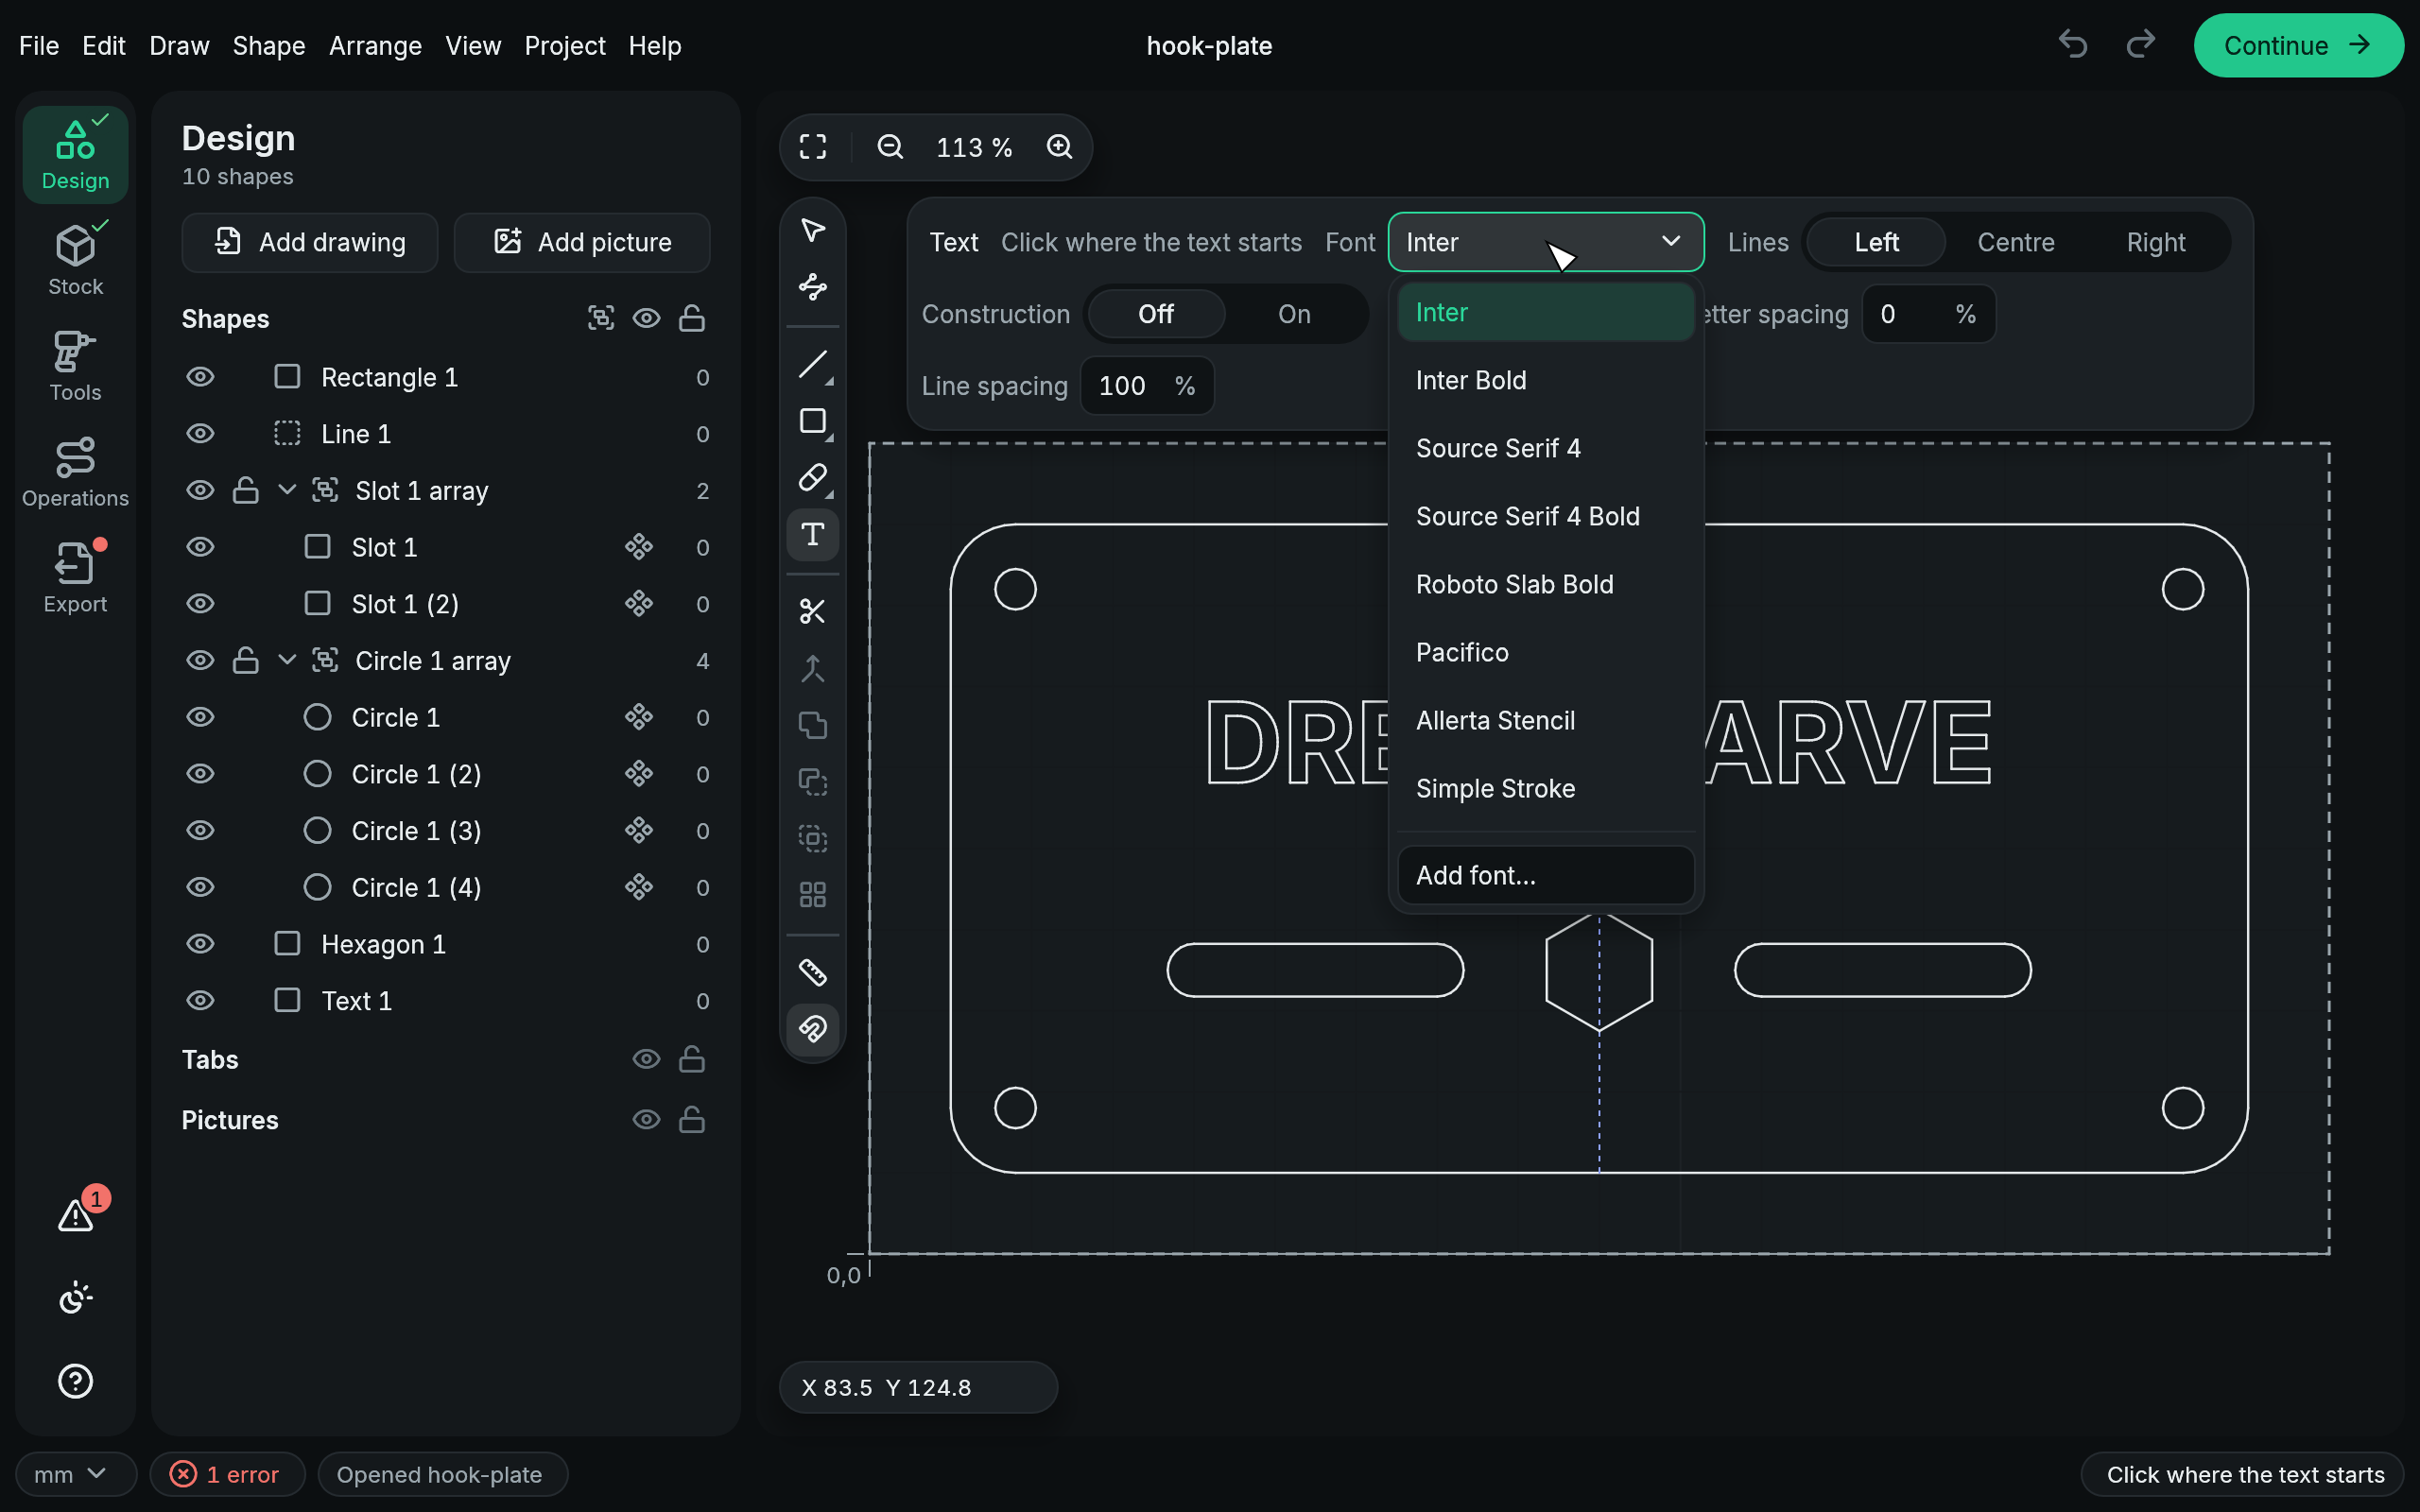 File Edit Draw Shape Arrange View Project Help
hook-plate
Continue
Design
Stock
Tools
Operations
Export
1
Design
10 shapes
Add drawing
Add picture
Shapes
Rectangle 1 0
Line 1 0
Slot 1 array 2
Slot 1 0
Slot 1 (2) 0
Circle 1 array 4
Circle 1 0
Circle 1 (2) 0
Circle 1 (3) 0
Circle 1 (4) 0
Hexagon 1 0
Text 1 0
Tabs
Pictures
113 %
Text Click where the text starts Font Inter Lines Left Centre Right
Construction Off On etter spacing 0 %
Line spacing 100 %
Inter
Inter Bold
Source Serif 4
Source Serif 4 Bold
Roboto Slab Bold
Pacifico
Allerta Stencil
Simple Stroke
Add font...
DRE ARVE
0,0
X 83.5 Y 124.8
mm
1 error
Opened hook-plate
Click where the text starts